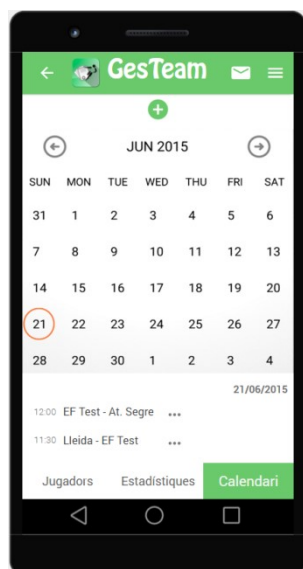 GesTeam
JUN 2015
SUN MON TUE WED THU FRI SAT
31 1 2 3 4 5 6
7 8 9 10 11 12 13
14 15 16 17 18 19 20
21 22 23 24 25 26 27
28 29 30 1 2 3 4
21/06/2015
12:00 EF Test - At. Segre ...
11:30 Lleida - EF Test ...
Jugadors Estadístiques Calendari